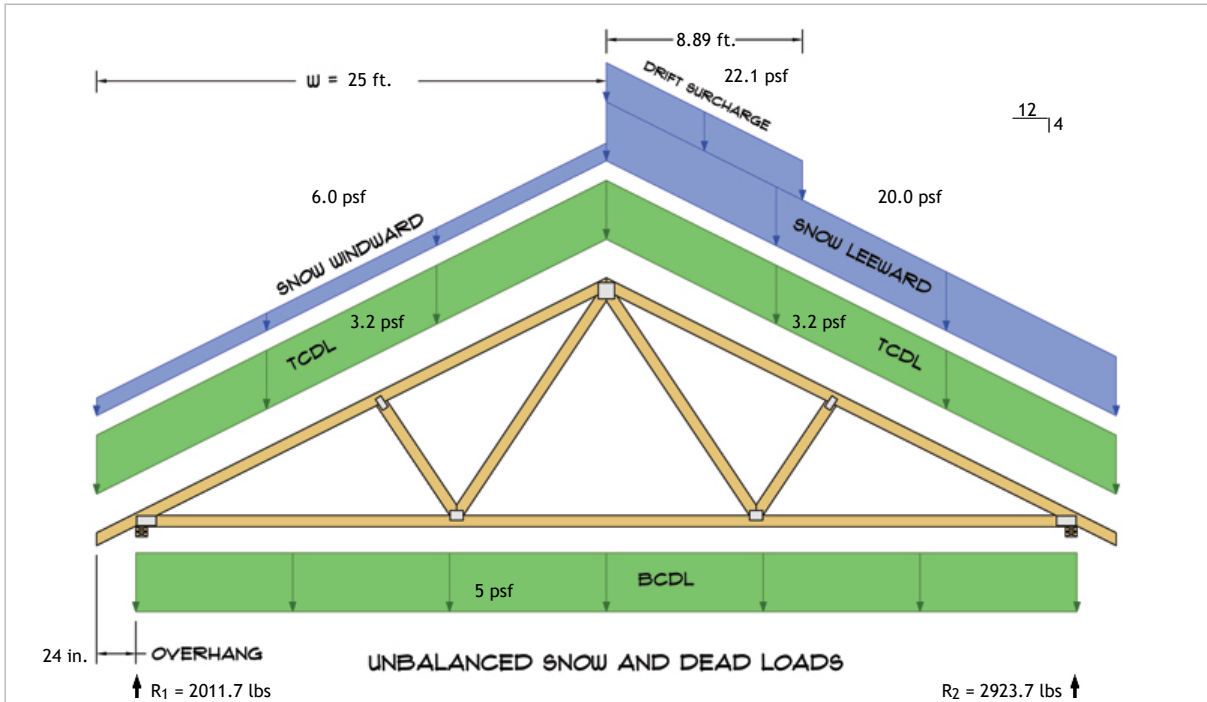 8.89 ft.
W = 25 ft.
DRIFT SURCHARGE
22.1 psf
12
4
6.0 psf
20.0 psf
SNOW WINDWARD
SNOW LEEWARD
3.2 psf
3.2 psf
TCDL
TCDL
5 psf
BCDL
24 in.
OVERHANG
UNBALANCED SNOW AND DEAD LOADS
R1 = 2011.7 lbs
R2 = 2923.7 lbs